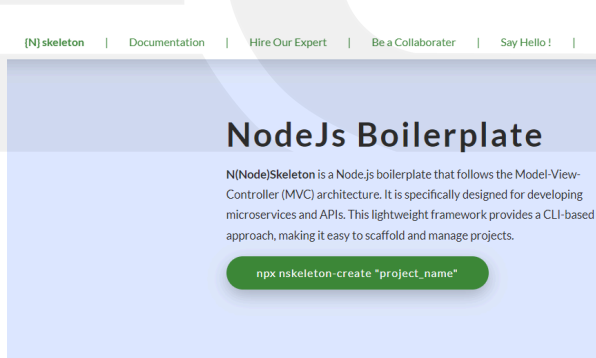 {N} skeleton | Documentation | Hire Our Expert | Be a Collaborater | Say Hello ! |
NodeJs Boilerplate
N(Node)Skeleton is a Node.js boilerplate that follows the Model-View-
Controller (MVC) architecture. It is specifically designed for developing
microservices and APIs. This lightweight framework provides a CLI-based
approach, making it easy to scaffold and manage projects.
npx nskeleton-create "project_name"